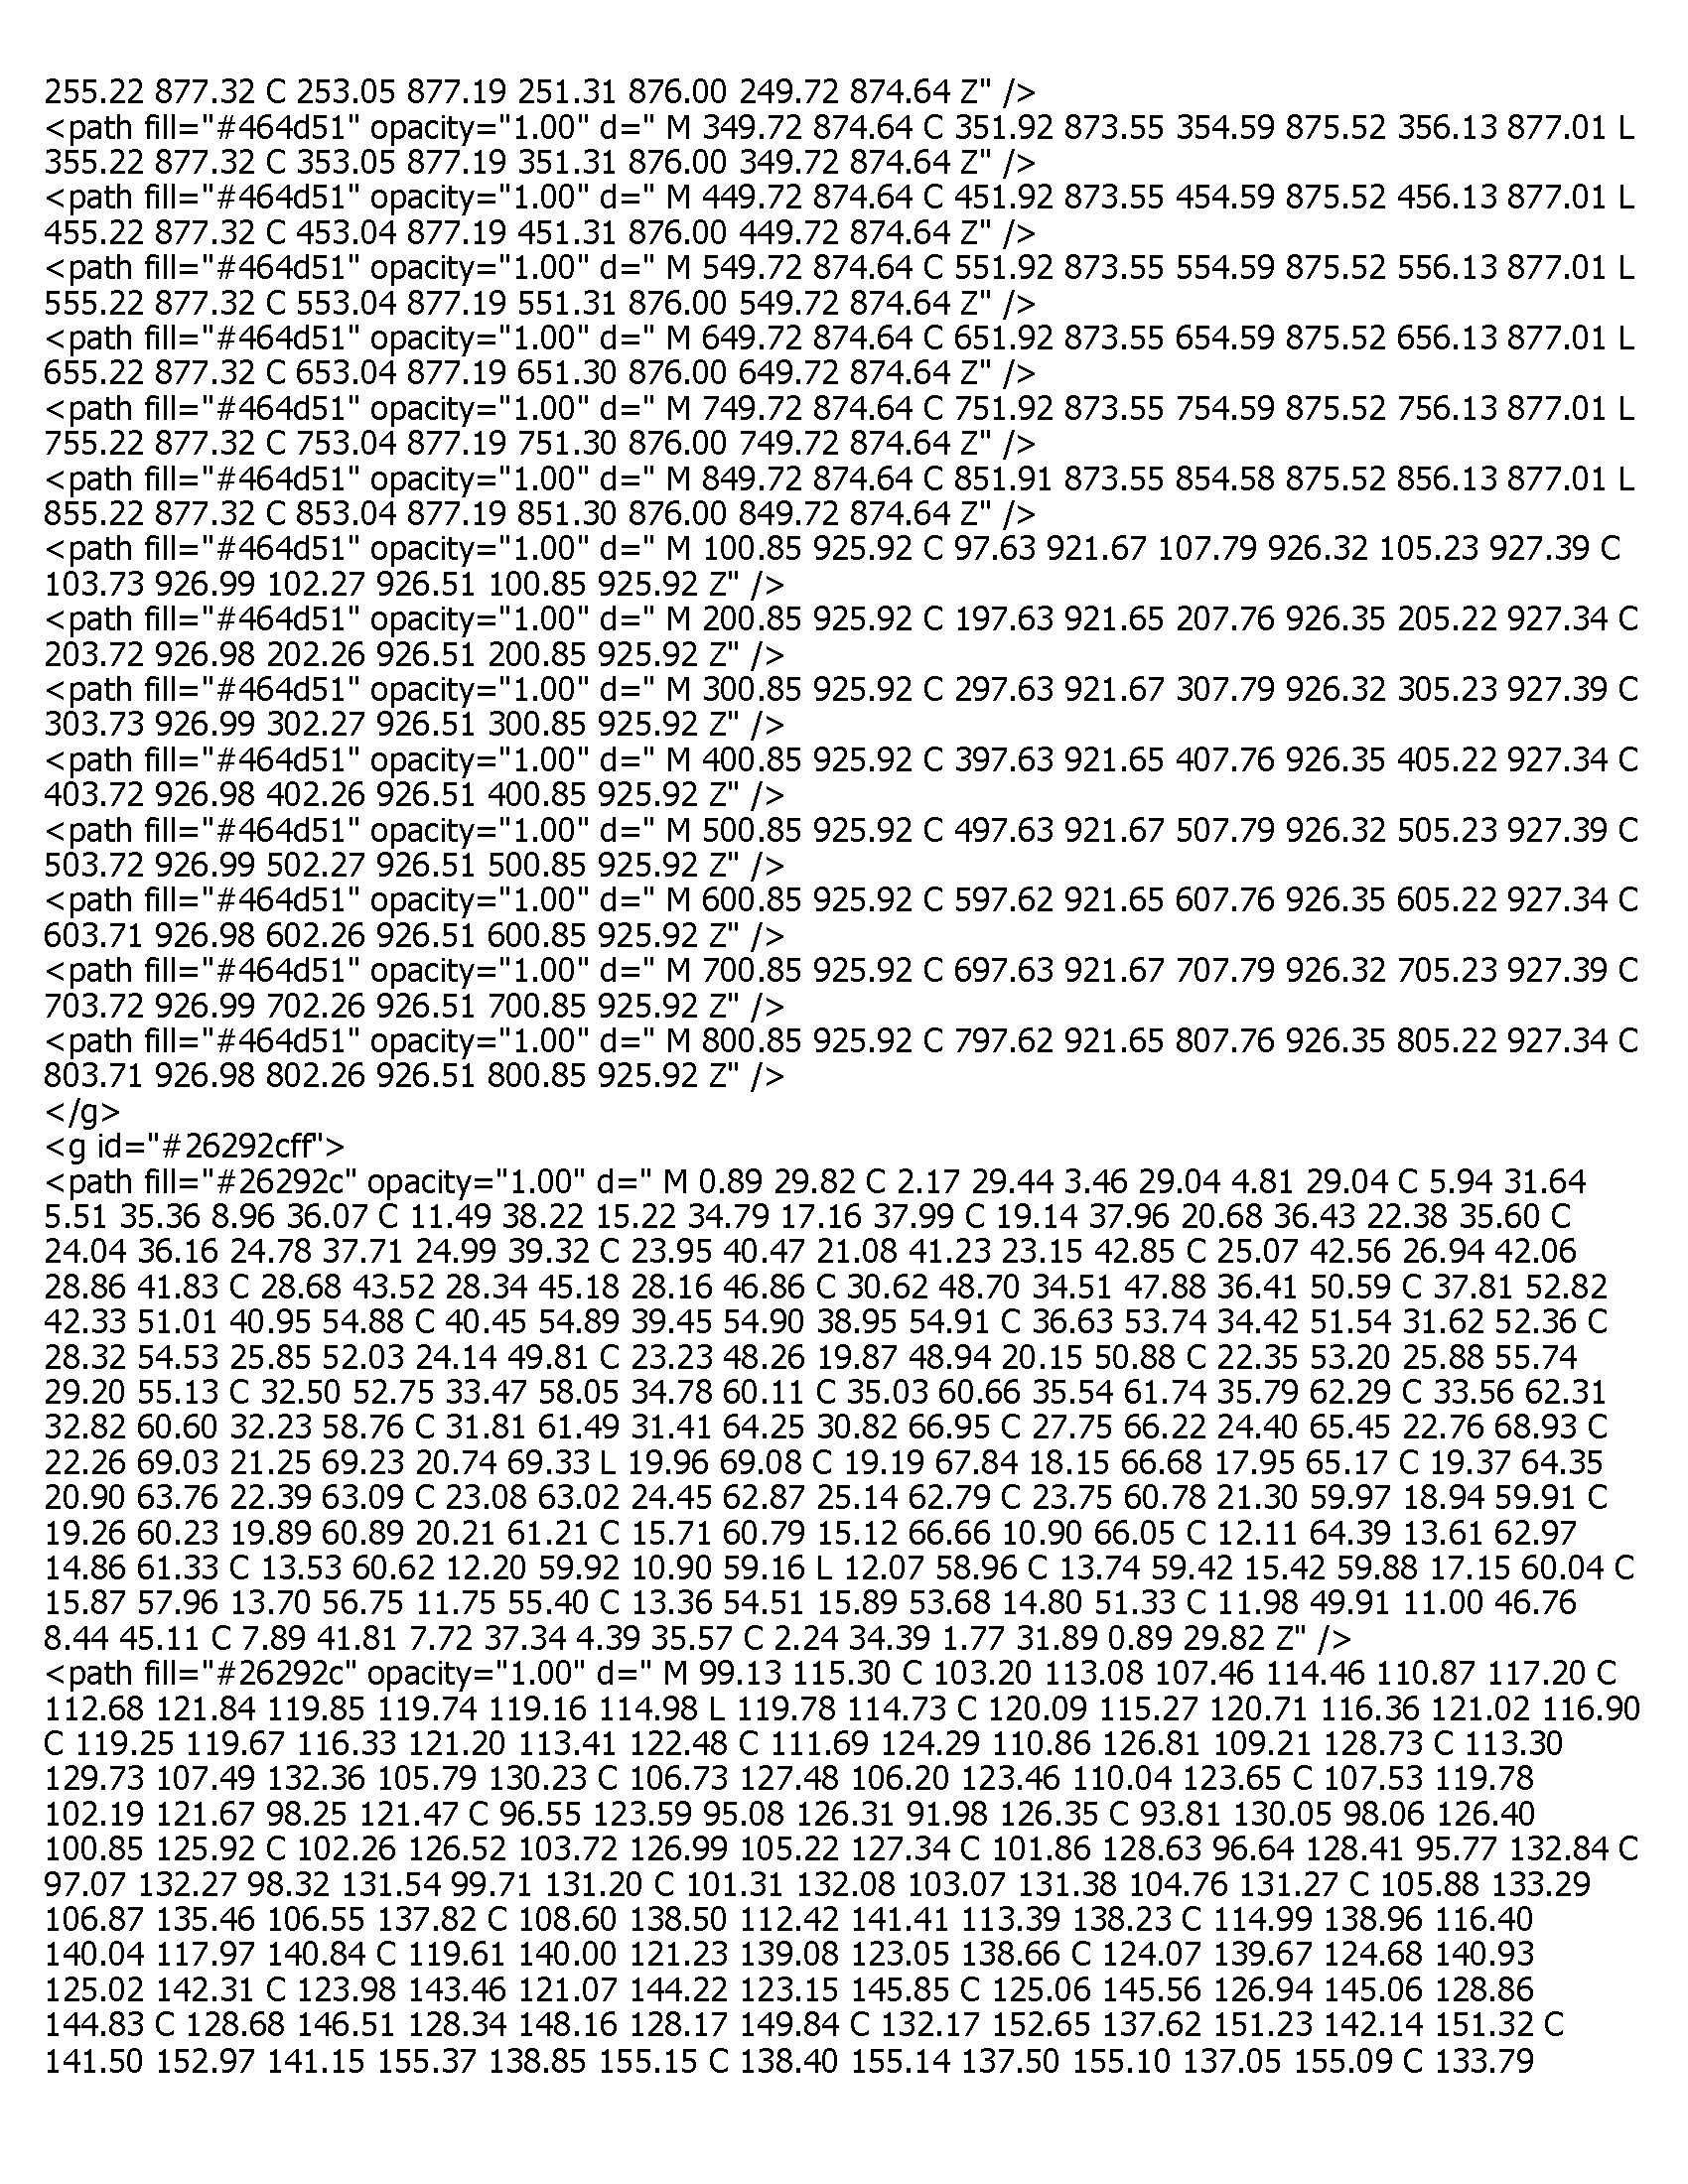 255.22 877.32 C 253.05 877.19 251.31 876.00 249.72 874.64 Z" />
<path fill="#464d51" opacity="1.00" d=" M 349.72 874.64 C 351.92 873.55 354.59 875.52 356.13 877.01 L
355.22 877.32 C 353.05 877.19 351.31 876.00 349.72 874.64 Z" />
<path fill="#464d51" opacity="1.00" d=" M 449.72 874.64 C 451.92 873.55 454.59 875.52 456.13 877.01 L
455.22 877.32 C 453.04 877.19 451.31 876.00 449.72 874.64 Z" />
<path fill="#464d51" opacity="1.00" d=" M 549.72 874.64 C 551.92 873.55 554.59 875.52 556.13 877.01 L
555.22 877.32 C 553.04 877.19 551.31 876.00 549.72 874.64 Z" />
<path fill="#464d51" opacity="1.00" d=" M 649.72 874.64 C 651.92 873.55 654.59 875.52 656.13 877.01 L
655.22 877.32 C 653.04 877.19 651.30 876.00 649.72 874.64 Z" />
<path fill="#464d51" opacity="1.00" d=" M 749.72 874.64 C 751.92 873.55 754.59 875.52 756.13 877.01 L
755.22 877.32 C 753.04 877.19 751.30 876.00 749.72 874.64 Z" />
<path fill="#464d51" opacity="1.00" d=" M 849.72 874.64 C 851.91 873.55 854.58 875.52 856.13 877.01 L
855.22 877.32 C 853.04 877.19 851.30 876.00 849.72 874.64 Z" />
<path fill="#464d51" opacity="1.00" d=" M 100.85 925.92 C 97.63 921.67 107.79 926.32 105.23 927.39 C
103.73 926.99 102.27 926.51 100.85 925.92 Z" />
<path fill="#464d51" opacity="1.00" d=" M 200.85 925.92 C 197.63 921.65 207.76 926.35 205.22 927.34 C
203.72 926.98 202.26 926.51 200.85 925.92 Z" />
<path fill="#464d51" opacity="1.00" d=" M 300.85 925.92 C 297.63 921.67 307.79 926.32 305.23 927.39 C
303.73 926.99 302.27 926.51 300.85 925.92 Z" />
<path fill="#464d51" opacity="1.00" d=" M 400.85 925.92 C 397.63 921.65 407.76 926.35 405.22 927.34 C
403.72 926.98 402.26 926.51 400.85 925.92 Z" />
<path fill="#464d51" opacity="1.00" d=" M 500.85 925.92 C 497.63 921.67 507.79 926.32 505.23 927.39 C
503.72 926.99 502.27 926.51 500.85 925.92 Z" />
<path fill="#464d51" opacity="1.00" d=" M 600.85 925.92 C 597.62 921.65 607.76 926.35 605.22 927.34 C
603.71 926.98 602.26 926.51 600.85 925.92 Z" />
<path fill="#464d51" opacity="1.00" d=" M 700.85 925.92 C 697.63 921.67 707.79 926.32 705.23 927.39 C
703.72 926.99 702.26 926.51 700.85 925.92 Z" />
<path fill="#464d51" opacity="1.00" d=" M 800.85 925.92 C 797.62 921.65 807.76 926.35 805.22 927.34 C
803.71 926.98 802.26 926.51 800.85 925.92 Z" />
</g>
<g id="#26292cff">
<path fill="#26292c" opacity="1.00" d=" M 0.89 29.82 C 2.17 29.44 3.46 29.04 4.81 29.04 C 5.94 31.64
5.51 35.36 8.96 36.07 C 11.49 38.22 15.22 34.79 17.16 37.99 C 19.14 37.96 20.68 36.43 22.38 35.60 C
24.04 36.16 24.78 37.71 24.99 39.32 C 23.95 40.47 21.08 41.23 23.15 42.85 C 25.07 42.56 26.94 42.06
28.86 41.83 C 28.68 43.52 28.34 45.18 28.16 46.86 C 30.62 48.70 34.51 47.88 36.41 50.59 C 37.81 52.82
42.33 51.01 40.95 54.88 C 40.45 54.89 39.45 54.90 38.95 54.91 C 36.63 53.74 34.42 51.54 31.62 52.36 C
28.32 54.53 25.85 52.03 24.14 49.81 C 23.23 48.26 19.87 48.94 20.15 50.88 C 22.35 53.20 25.88 55.74
29.20 55.13 C 32.50 52.75 33.47 58.05 34.78 60.11 C 35.03 60.66 35.54 61.74 35.79 62.29 C 33.56 62.31
32.82 60.60 32.23 58.76 C 31.81 61.49 31.41 64.25 30.82 66.95 C 27.75 66.22 24.40 65.45 22.76 68.93 C
22.26 69.03 21.25 69.23 20.74 69.33 L 19.96 69.08 C 19.19 67.84 18.15 66.68 17.95 65.17 C 19.37 64.35
20.90 63.76 22.39 63.09 C 23.08 63.02 24.45 62.87 25.14 62.79 C 23.75 60.78 21.30 59.97 18.94 59.91 C
19.26 60.23 19.89 60.89 20.21 61.21 C 15.71 60.79 15.12 66.66 10.90 66.05 C 12.11 64.39 13.61 62.97
14.86 61.33 C 13.53 60.62 12.20 59.92 10.90 59.16 L 12.07 58.96 C 13.74 59.42 15.42 59.88 17.15 60.04 C
15.87 57.96 13.70 56.75 11.75 55.40 C 13.36 54.51 15.89 53.68 14.80 51.33 C 11.98 49.91 11.00 46.76
8.44 45.11 C 7.89 41.81 7.72 37.34 4.39 35.57 C 2.24 34.39 1.77 31.89 0.89 29.82 Z" />
<path fill="#26292c" opacity="1.00" d=" M 99.13 115.30 C 103.20 113.08 107.46 114.46 110.87 117.20 C
112.68 121.84 119.85 119.74 119.16 114.98 L 119.78 114.73 C 120.09 115.27 120.71 116.36 121.02 116.90
C 119.25 119.67 116.33 121.20 113.41 122.48 C 111.69 124.29 110.86 126.81 109.21 128.73 C 113.30
129.73 107.49 132.36 105.79 130.23 C 106.73 127.48 106.20 123.46 110.04 123.65 C 107.53 119.78
102.19 121.67 98.25 121.47 C 96.55 123.59 95.08 126.31 91.98 126.35 C 93.81 130.05 98.06 126.40
100.85 125.92 C 102.26 126.52 103.72 126.99 105.22 127.34 C 101.86 128.63 96.64 128.41 95.77 132.84 C
97.07 132.27 98.32 131.54 99.71 131.20 C 101.31 132.08 103.07 131.38 104.76 131.27 C 105.88 133.29
106.87 135.46 106.55 137.82 C 108.60 138.50 112.42 141.41 113.39 138.23 C 114.99 138.96 116.40
140.04 117.97 140.84 C 119.61 140.00 121.23 139.08 123.05 138.66 C 124.07 139.67 124.68 140.93
125.02 142.31 C 123.98 143.46 121.07 144.22 123.15 145.85 C 125.06 145.56 126.94 145.06 128.86
144.83 C 128.68 146.51 128.34 148.16 128.17 149.84 C 132.17 152.65 137.62 151.23 142.14 151.32 C
141.50 152.97 141.15 155.37 138.85 155.15 C 138.40 155.14 137.50 155.10 137.05 155.09 C 133.79